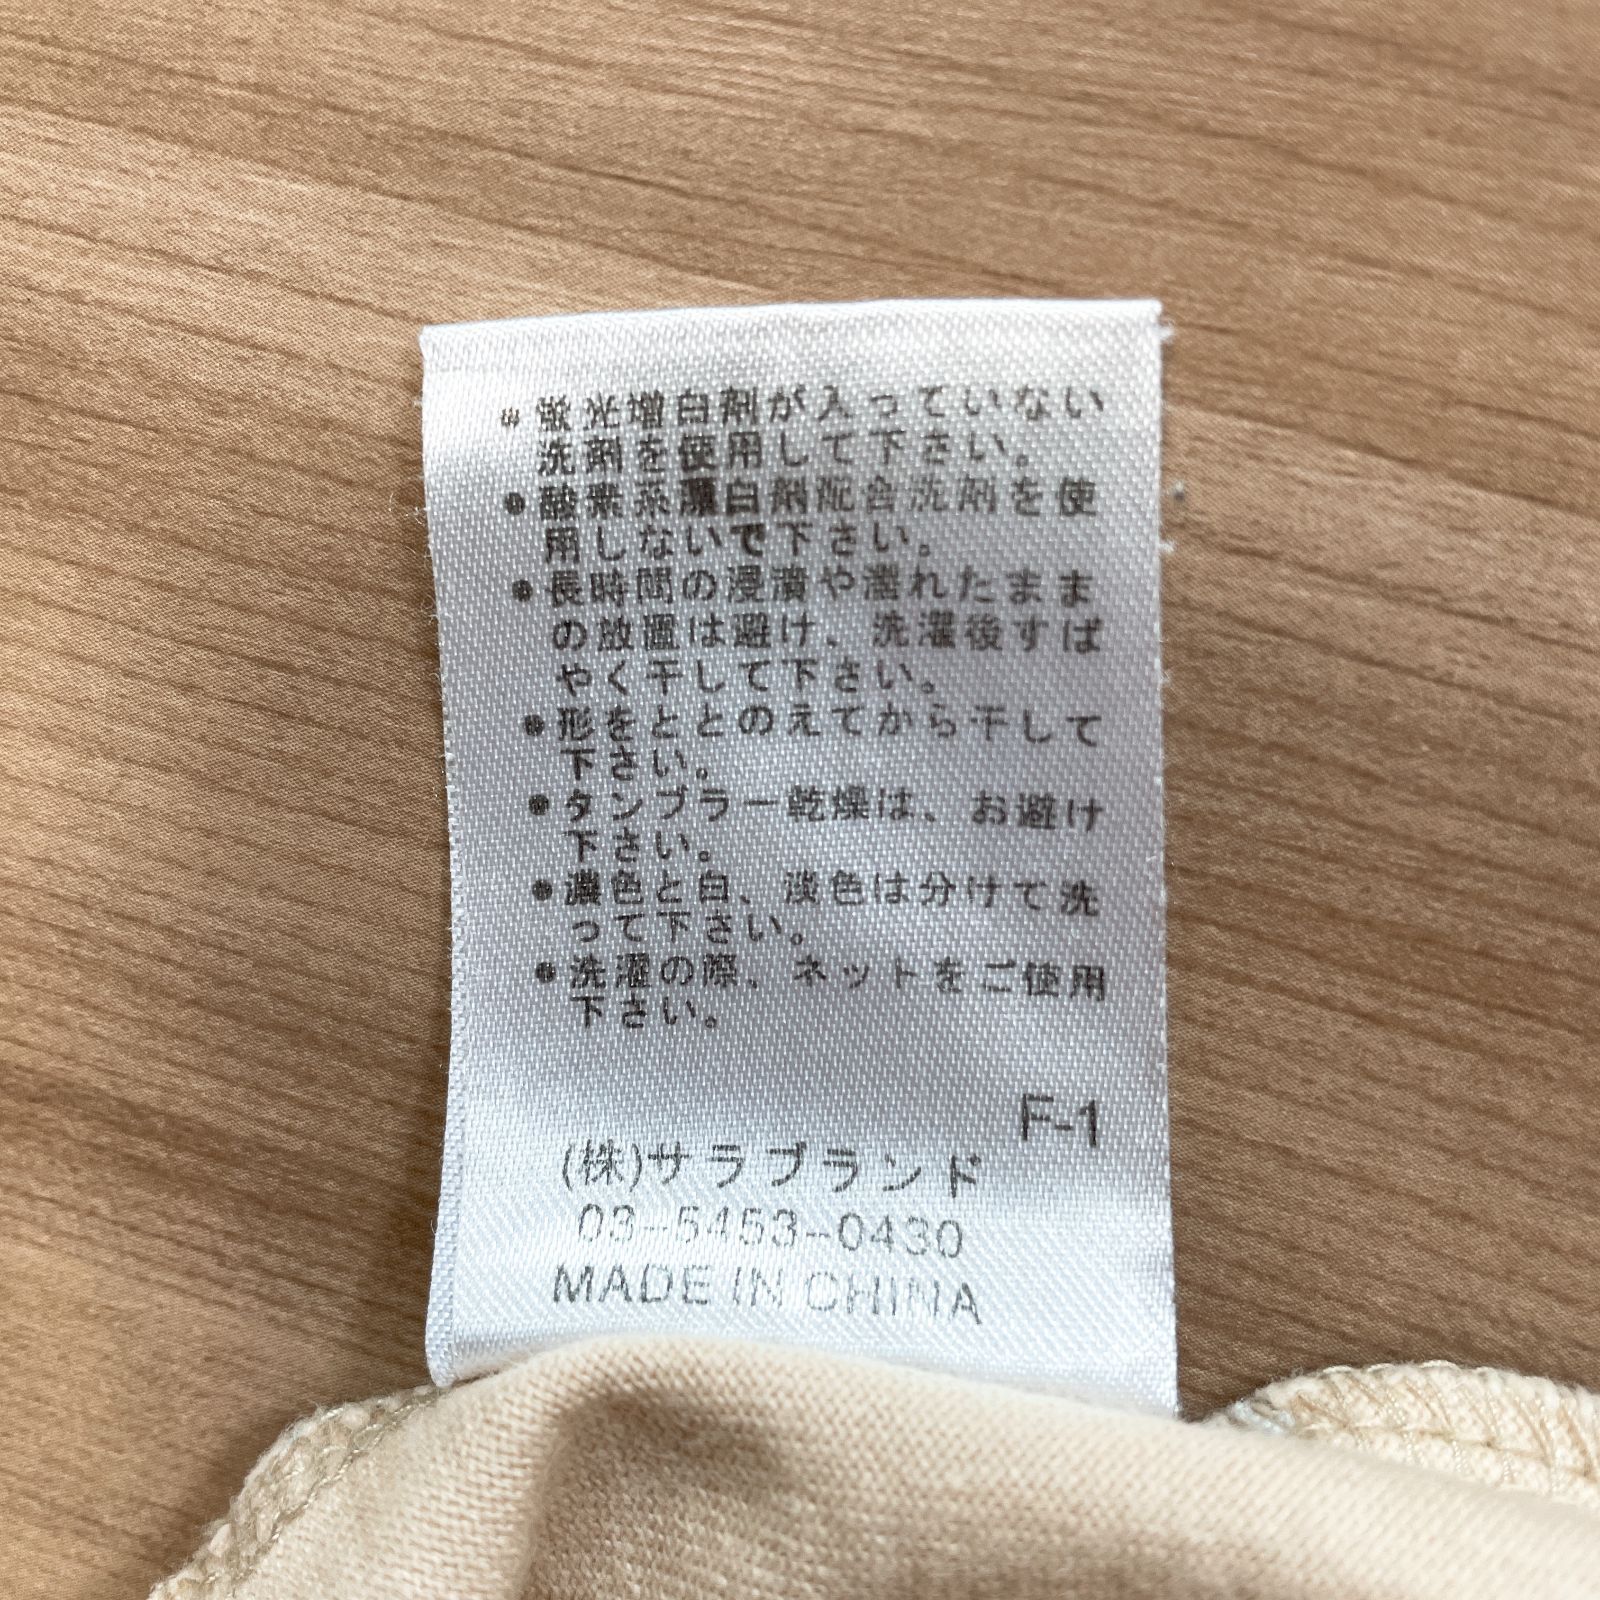 ●蛍光増白剤が入っていない
洗剤を使用して下さい。
●酸素系漂白剤配合洗剤を使
用しないで下さい。
●長時間の浸漬や濡れたまま
の放置は避け、洗濯後すば
やく干して下さい。
●形をととのえてから干して
下さい。
●タンブラー乾燥は、お避け
下さい。
●濃色と白、淡色は分けて洗
って下さい。
●洗濯の際、ネットをご使用
下さい。
F-1
(株)サラブランド
03-5453-0430
MADE IN CHINA